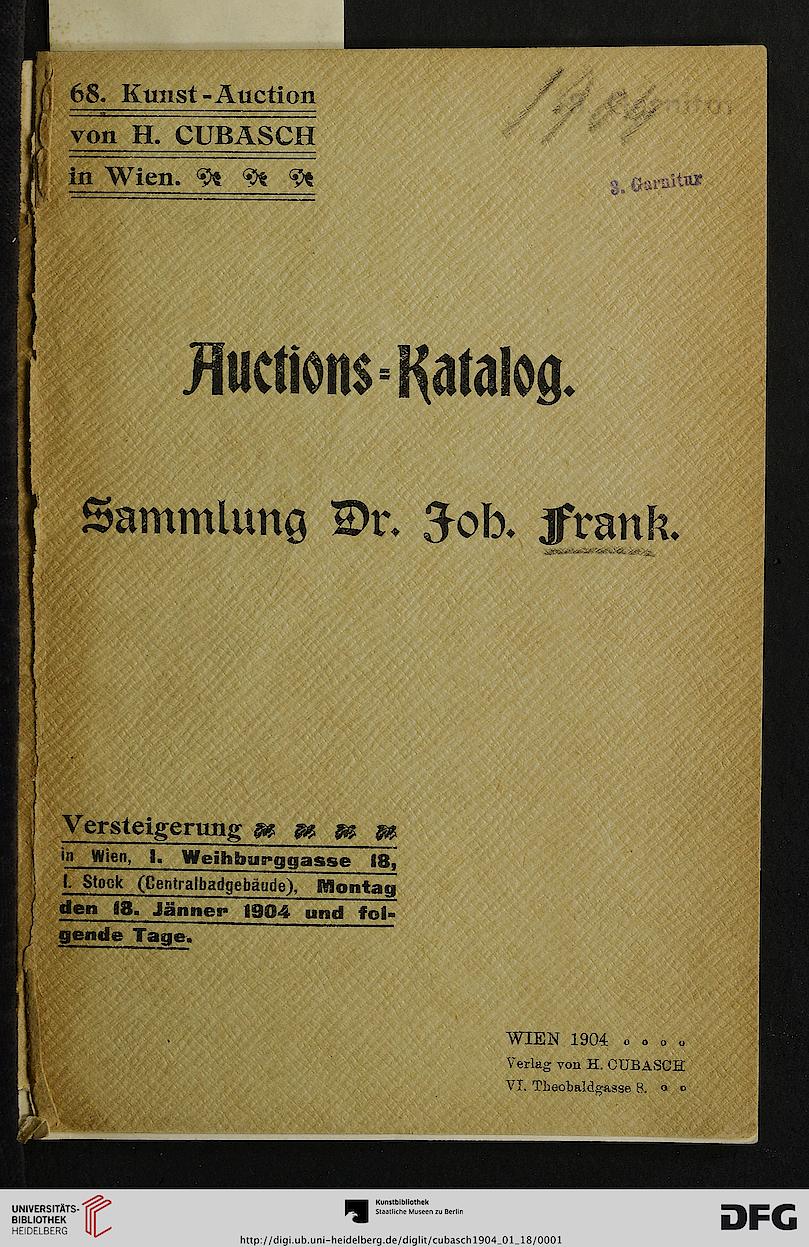 68. Kunst-Auction
von H. CUBASCH
in Wien.
3. Garnitur
Auctions-Katalog.
Sammlung Dr. Joh. Frank.
Versteigerung
in Wien, I. Weihburggasse 18,
I. Stock (Centralbadgebäude), Montag
den 18. Jänner 1904 und fol-
gende Tage.
WIEN 1904
Verlag von H. CUBASCH
VI. Theobaldgasse 8.
UNIVERSITÄTS-
BIBLIOTHEK
HEIDELBERG
Kunstbibliothek
Staatliche Museen zu Berlin
DFG
http://digi.ub.uni-heidelberg.de/diglit/cubasch1904_01_18/0001